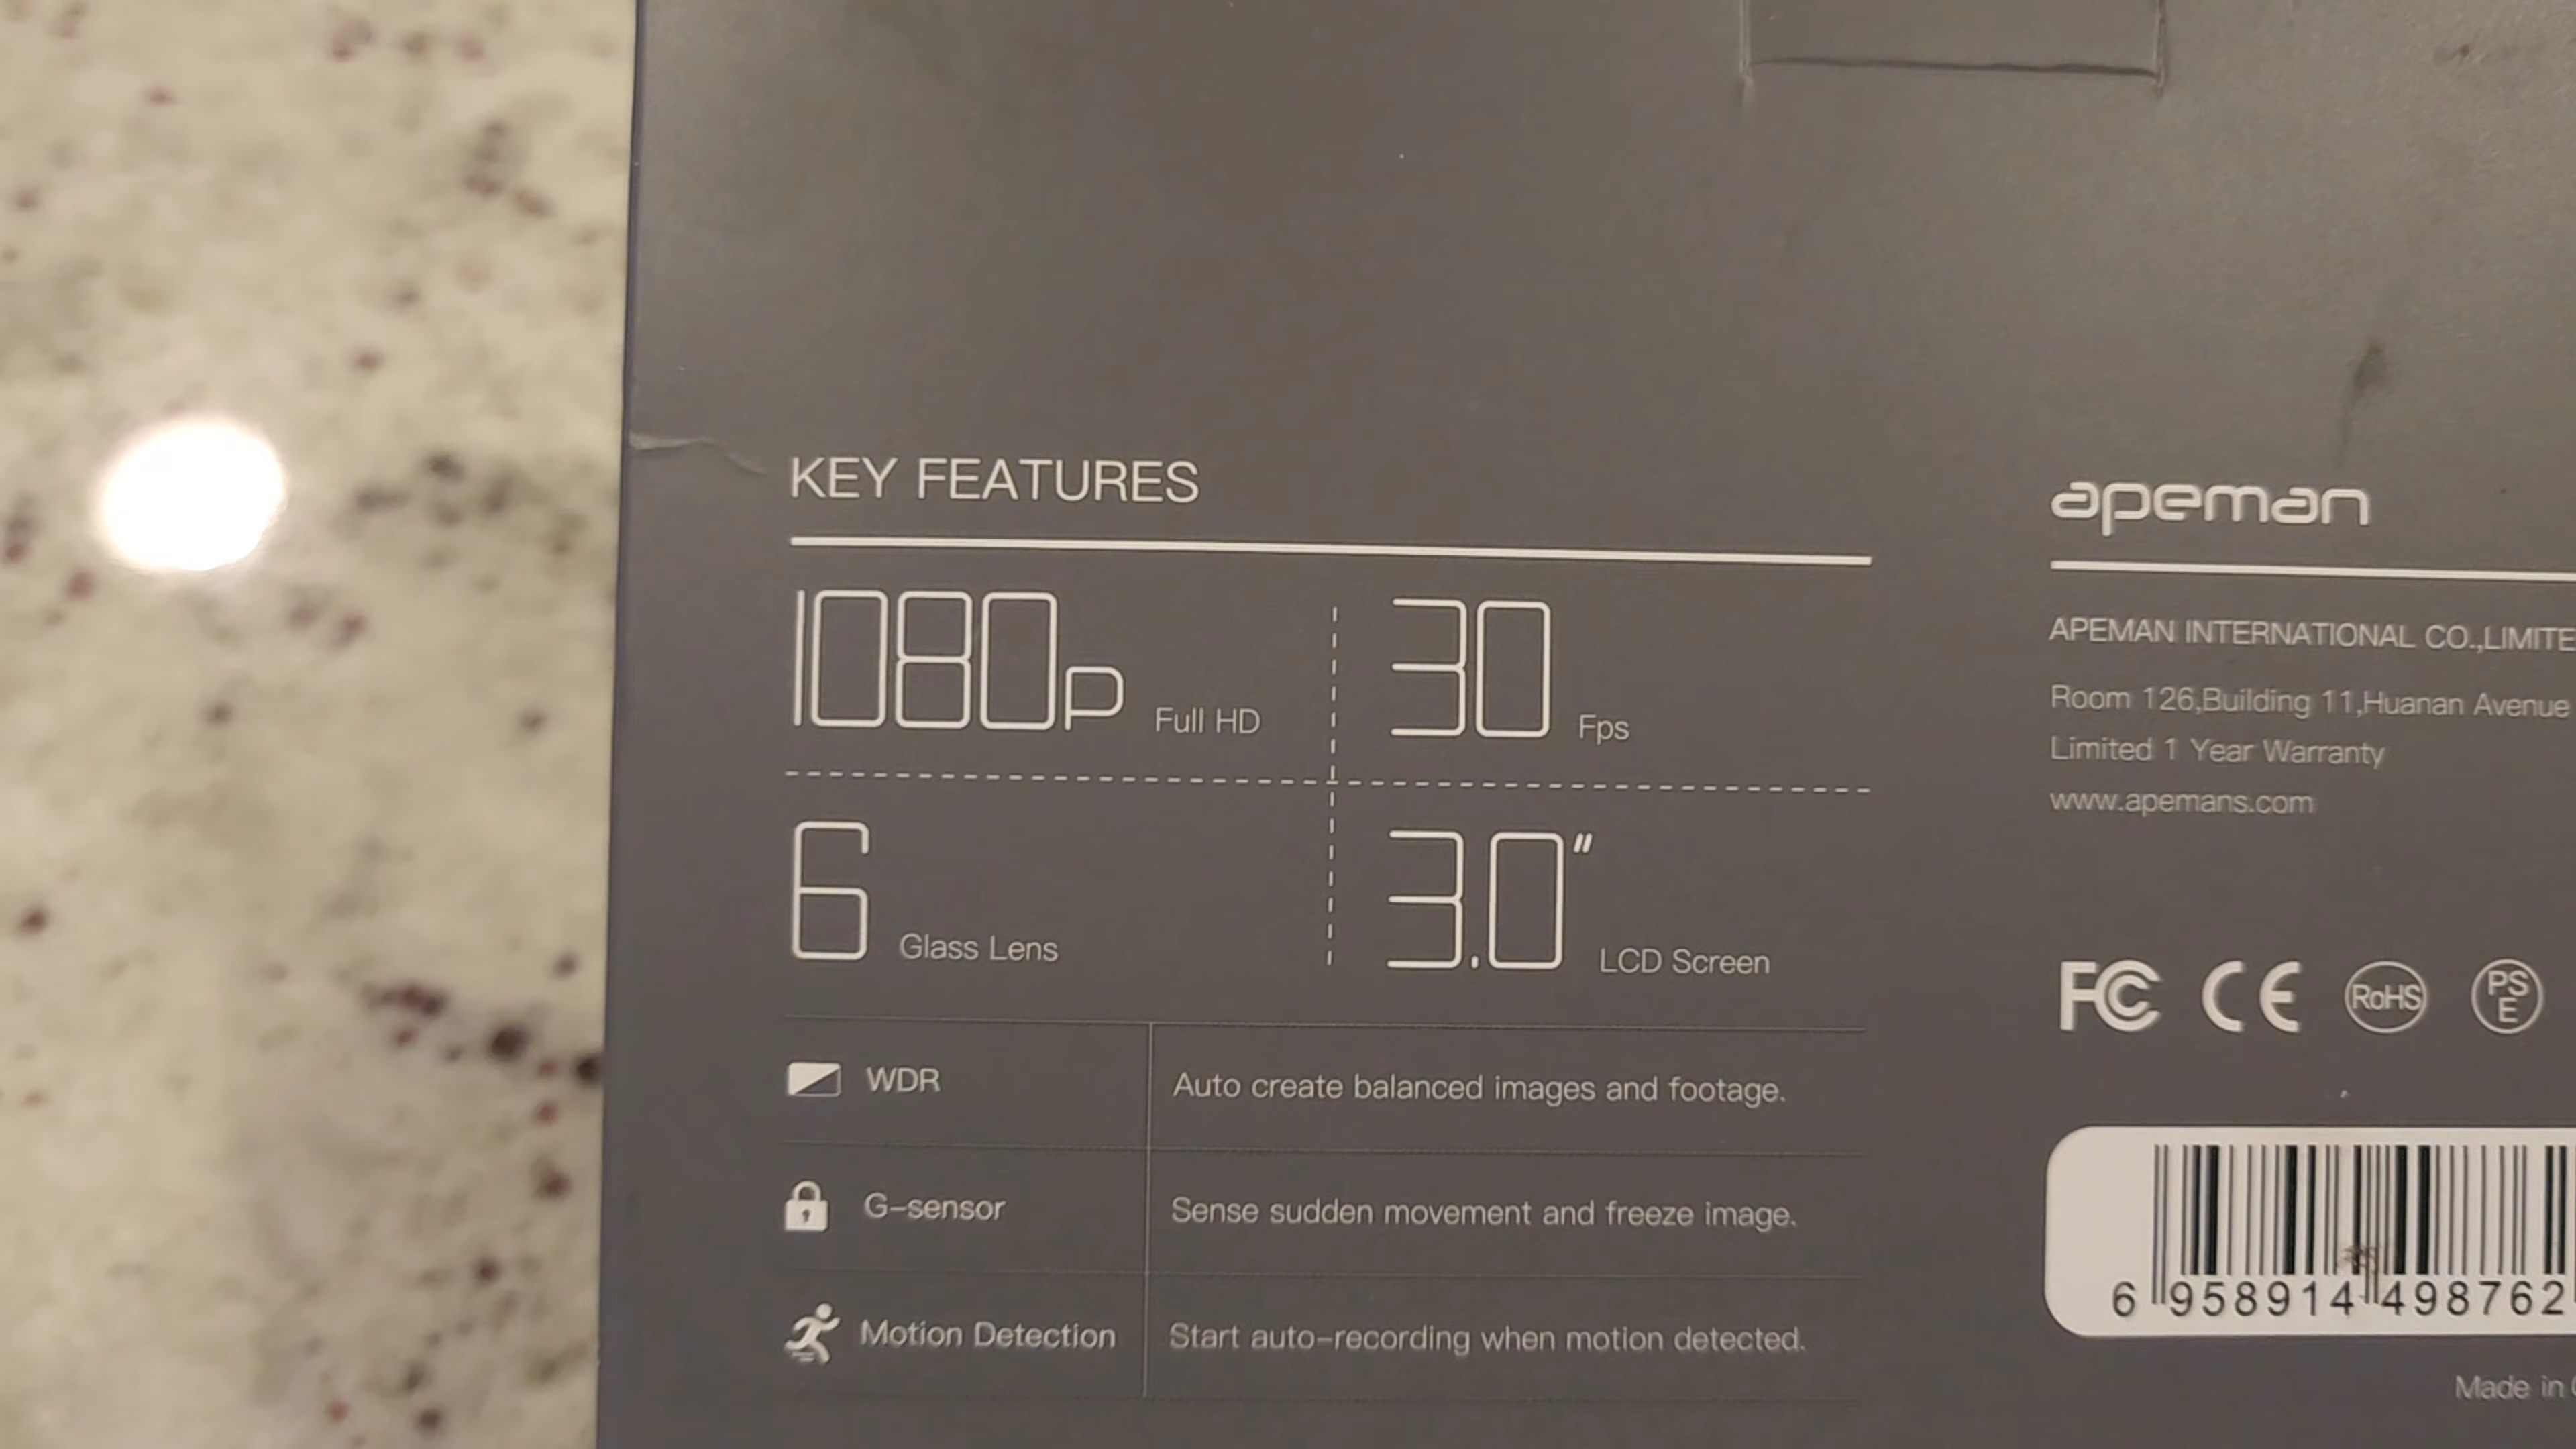 KEY FEATURES
1080P Full HD
30 Fps
6 Glass Lens
3.0" LCD Screen
WDR Auto create balanced images and footage.
G-sensor Sense sudden movement and freeze image.
Motion Detection Start auto-recording when motion detected.
apeman
APEMAN INTERNATIONAL CO.,LIMITE
Room 126,Building 11,Huanan Avenue
Limited 1 Year Warranty
www.apemans.com
FC CE RoHS PSE
6 958914 498762
Made in